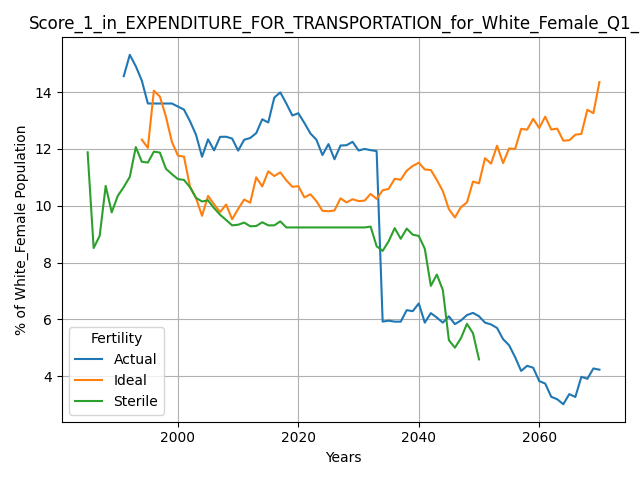 Score_1_in_EXPENDITURE_FOR_TRANSPORTATION_for_White_Female_Q1_
% of White_Female Population
14
12
10
8
6
4
Fertility
Actual
Ideal
Sterile
2000 2020 2040 2060
Years